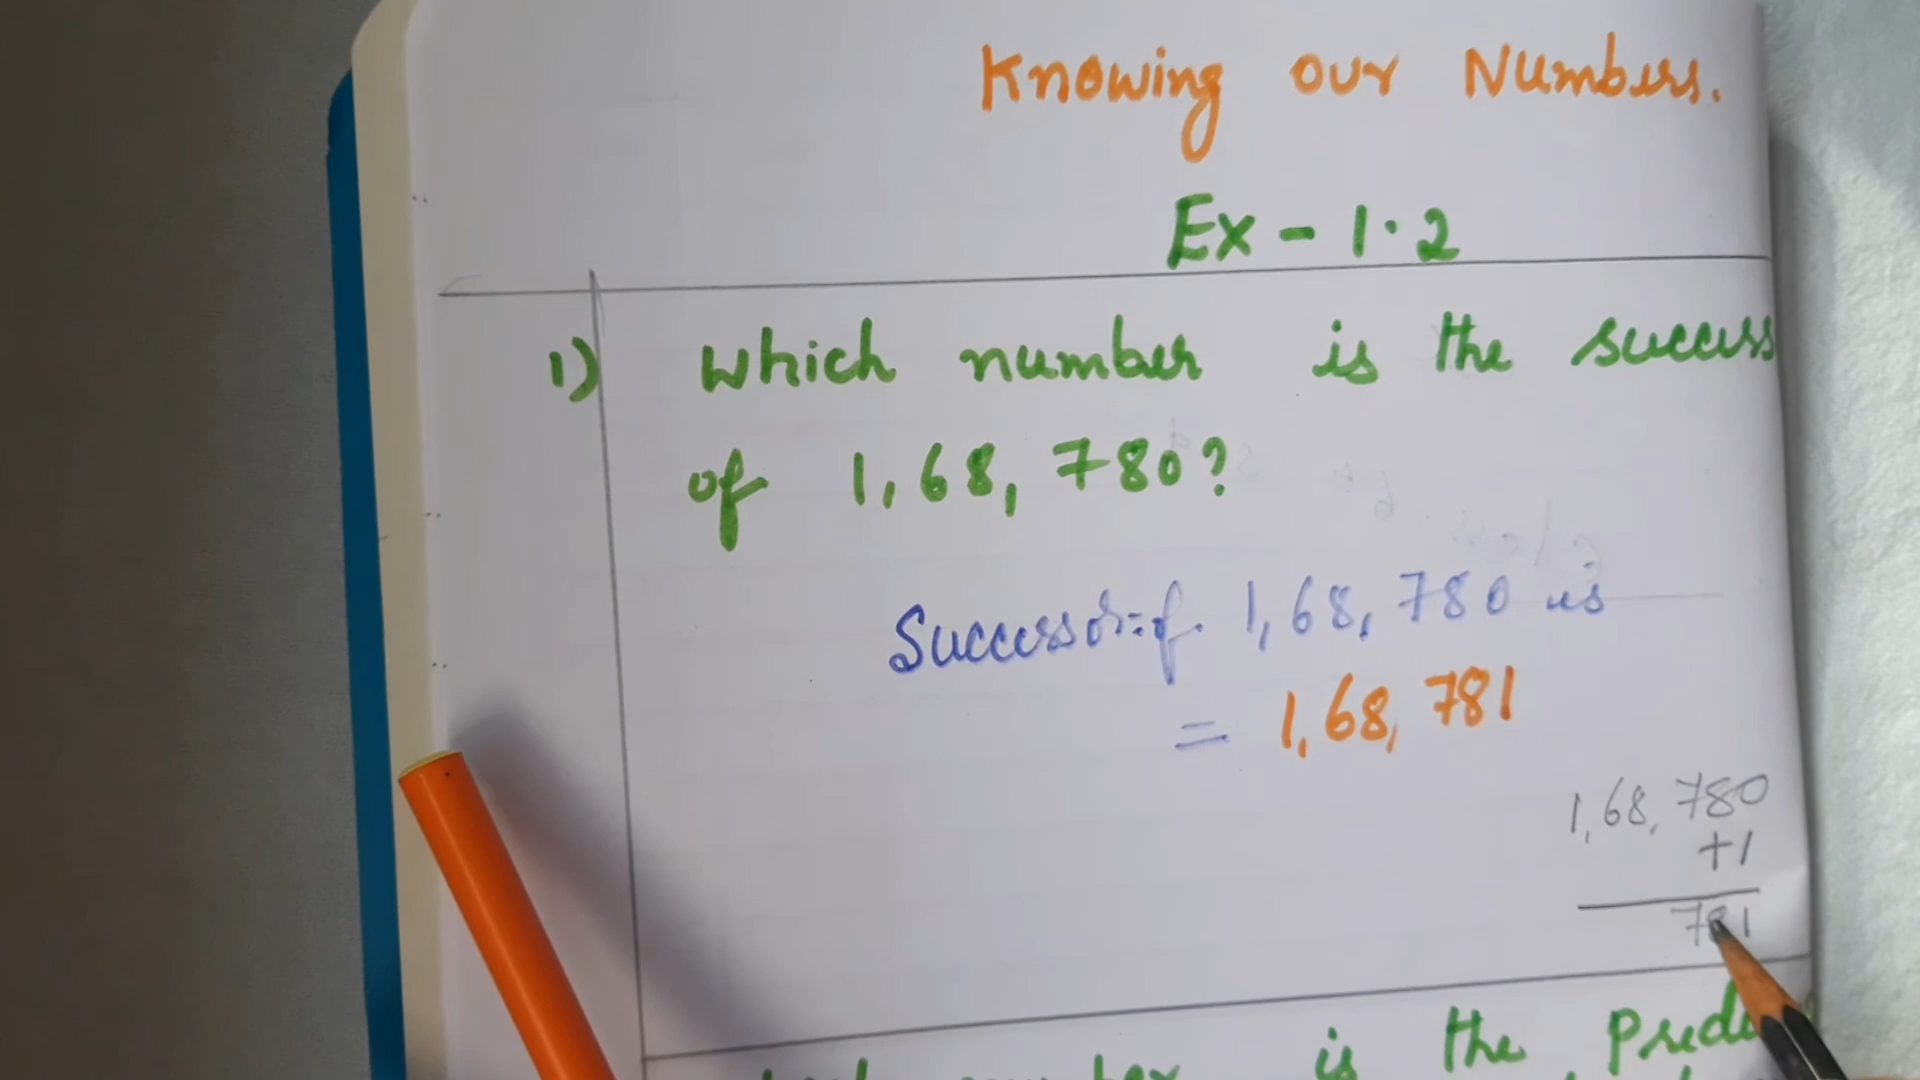 Knowing our Numbers.
Ex - 1.2
1) Which number is the success
of 1,68,780?
Successor of 1,68,780 is
= 1,68,781
1,68,780
+1
781
is the Prede